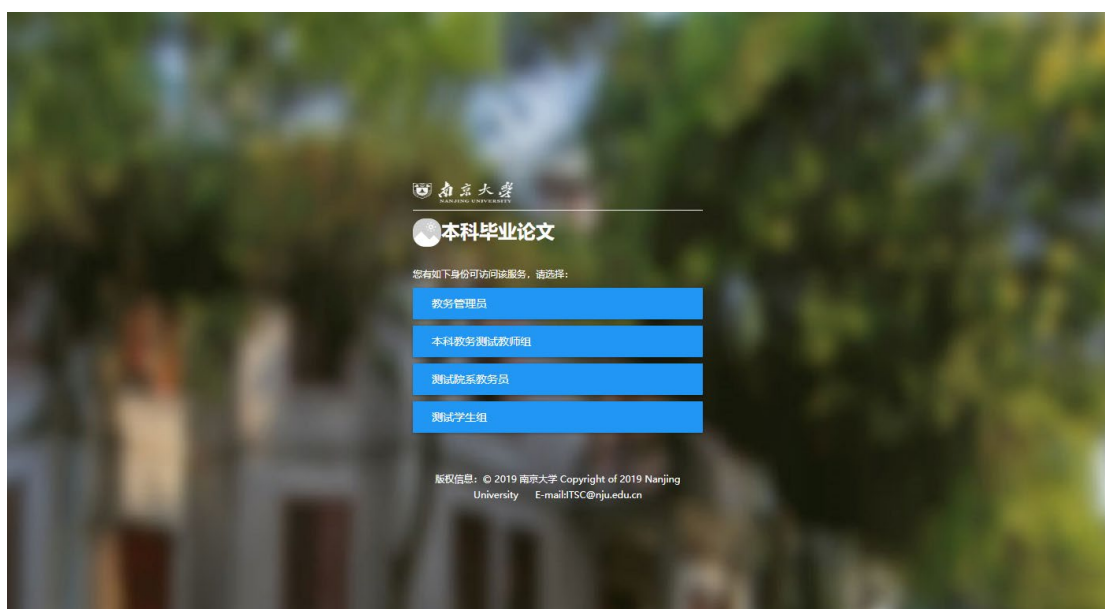 南京大学
NANJING UNIVERSITY
本科毕业论文
您有如下身份可访问该服务，请选择：
教务管理员
本科教务测试教师组
测试院系教务员
测试学生组
版权信息：© 2019 南京大学 Copyright of 2019 Nanjing
University E-mail:ITSC@nju.edu.cn